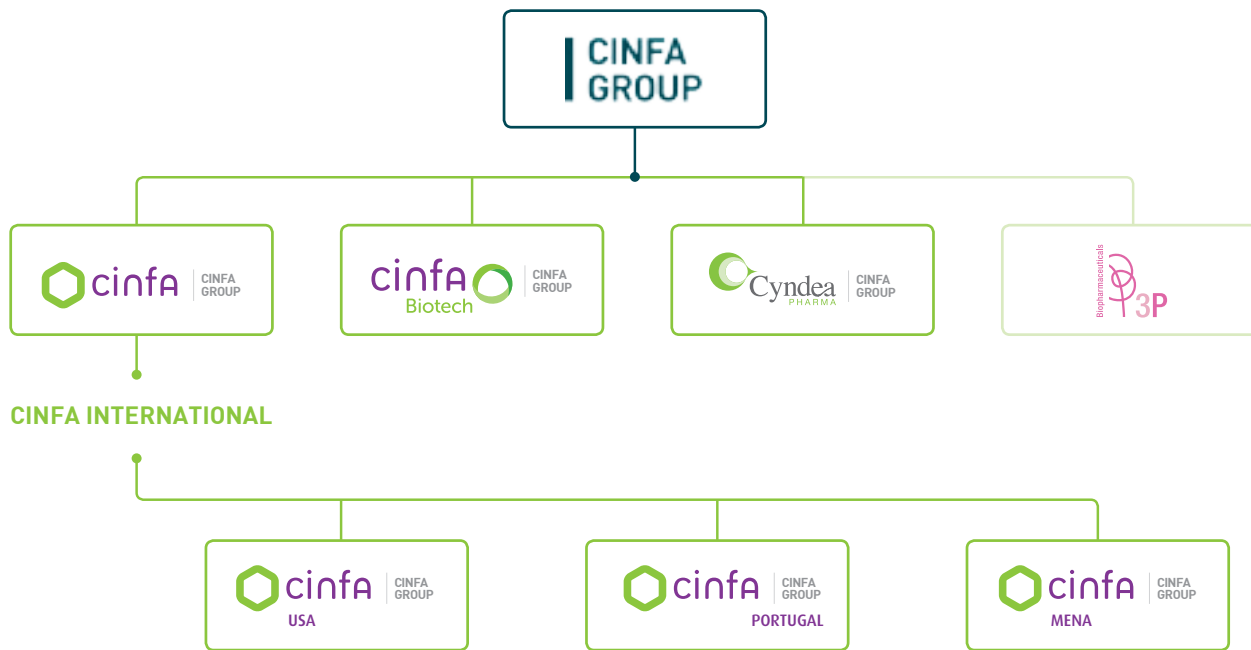 CINFA
GROUP
cinfa
CINFA
GROUP
cinfa
Biotech
CINFA
GROUP
Cyndea
PHARMA
CINFA
GROUP
Biopharmaceuticals
3P
CINFA INTERNATIONAL
cinfa
CINFA
GROUP
USA
cinfa
CINFA
GROUP
PORTUGAL
cinfa
CINFA
GROUP
MENA